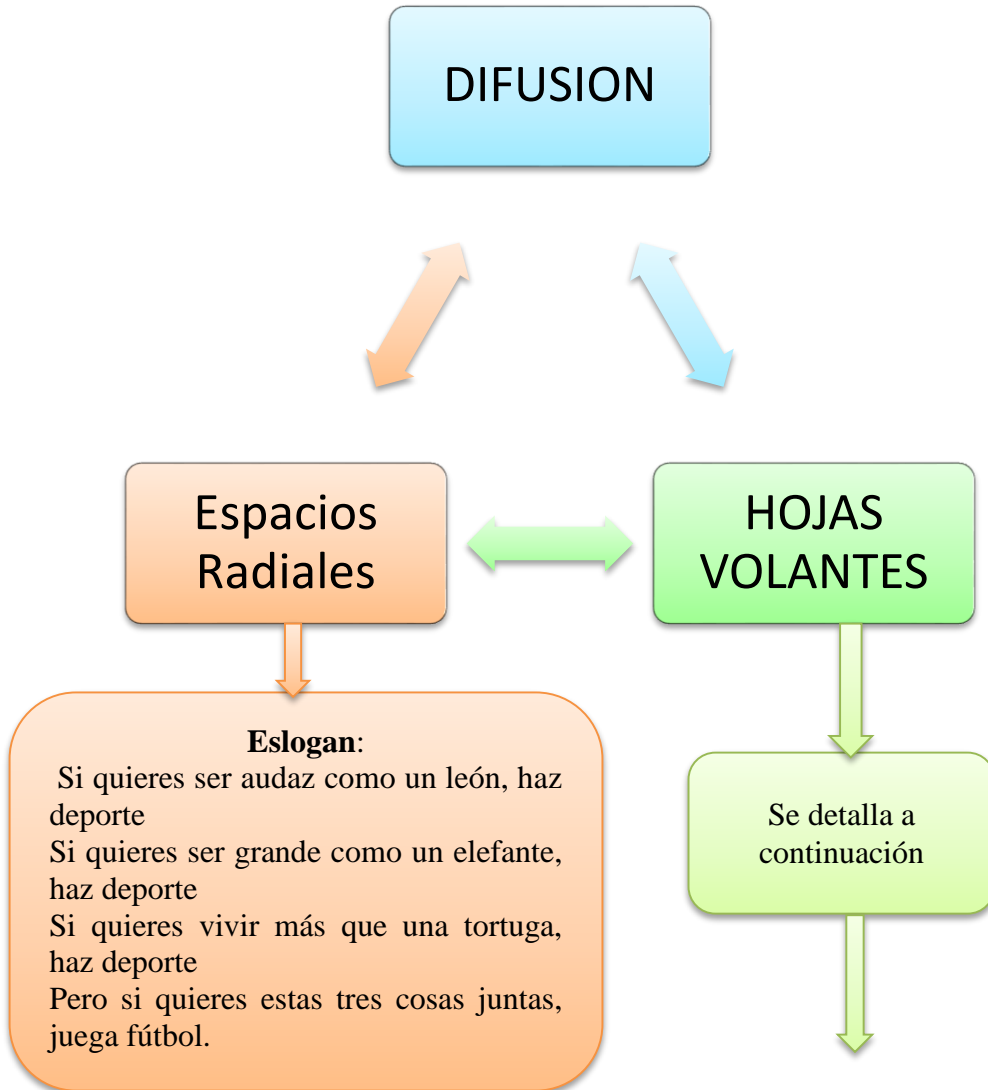 DIFUSION
Espacios
Radiales
HOJAS
VOLANTES
Eslogan:
Si quieres ser audaz como un león, haz
deporte
Si quieres ser grande como un elefante,
haz deporte
Si quieres vivir más que una tortuga,
haz deporte
Pero si quieres estas tres cosas juntas,
juega fútbol.
Se detalla a
continuación